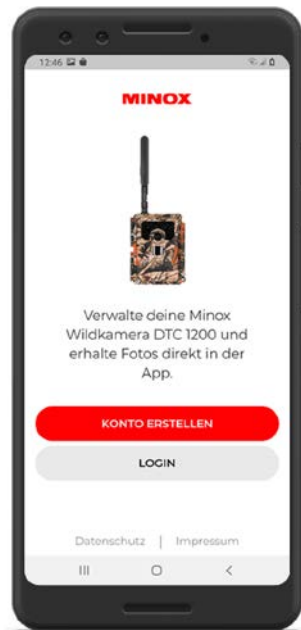 12:46
MINOX
Verwalte deine Minox
Wildkamera DTC 1200 und
erhalte Fotos direkt in der
App.
KONTO ERSTELLEN
LOGIN
Datenschutz | Impressum